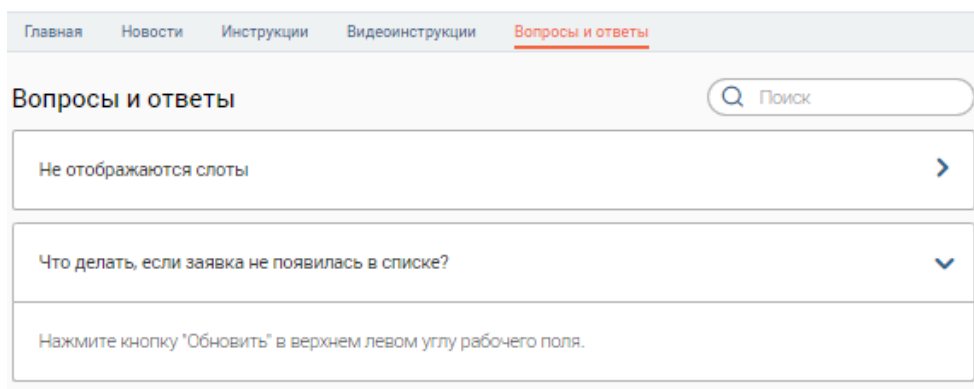 Главная Новости Инструкции Видеоинструкции Вопросы и ответы
Вопросы и ответы Поиск
Не отображаются слоты
Что делать, если заявка не появилась в списке?
Нажмите кнопку "Обновить" в верхнем левом углу рабочего поля.